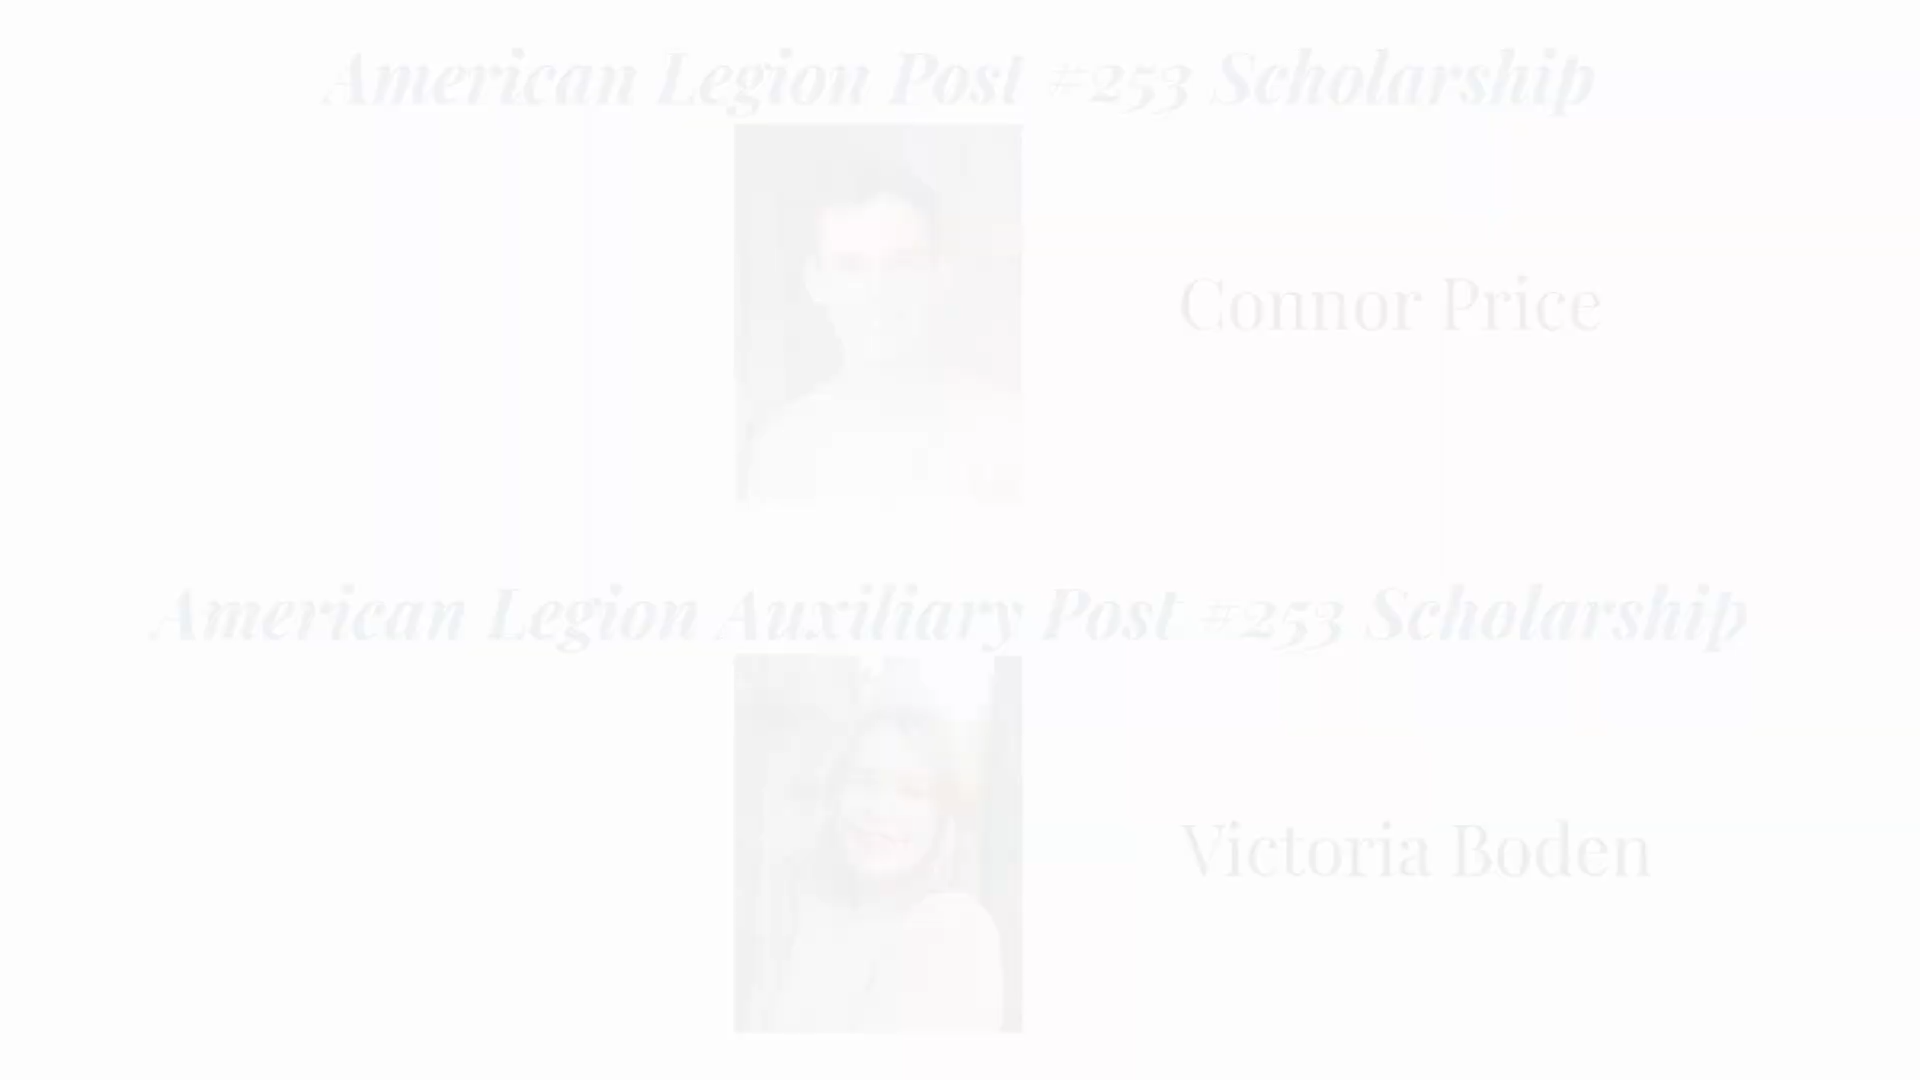 American Legion Post #253 Scholarship
Connor Price
American Legion Auxiliary Post #253 Scholarship
Victoria Boden